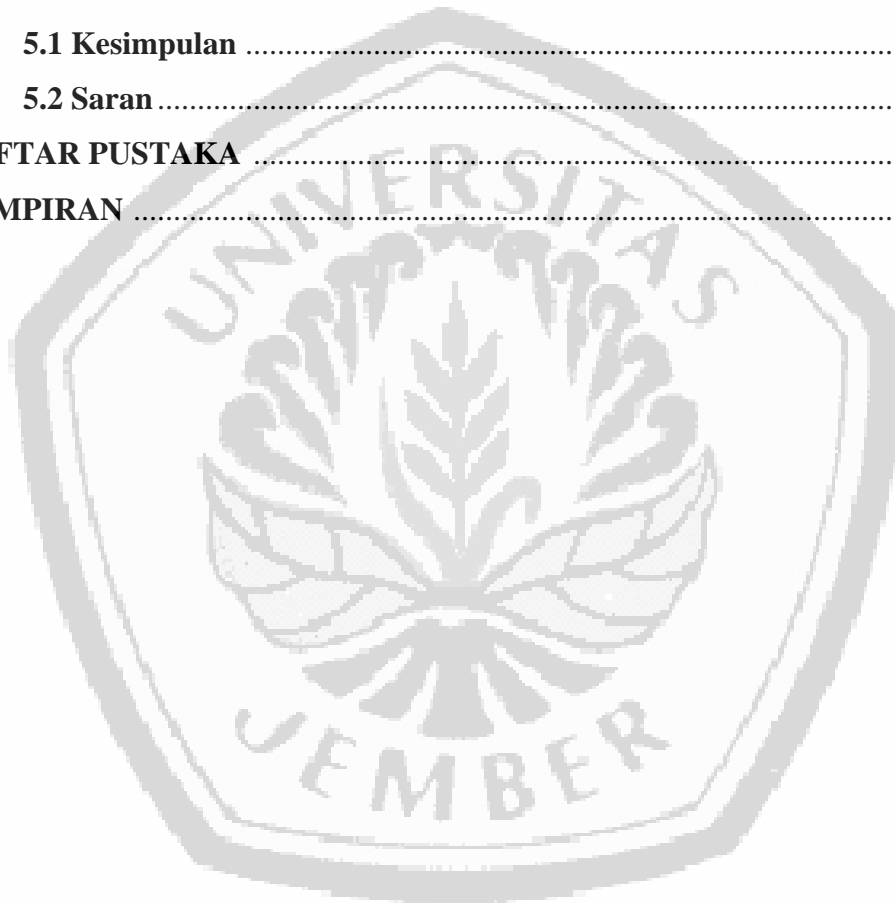 5.1 Kesimpulan ................................................................................
5.2 Saran ................................................................................
FTAR PUSTAKA ................................................................................
MPIRAN ................................................................................
UNIVERSITAS
JEMBER